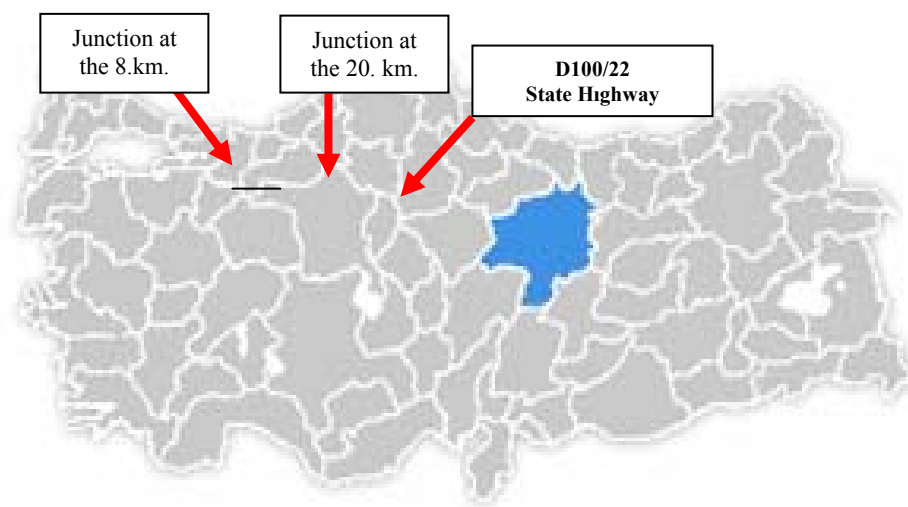 Junction at
the 8.km.
Junction at
the 20. km.
D100/22
State Hıghway